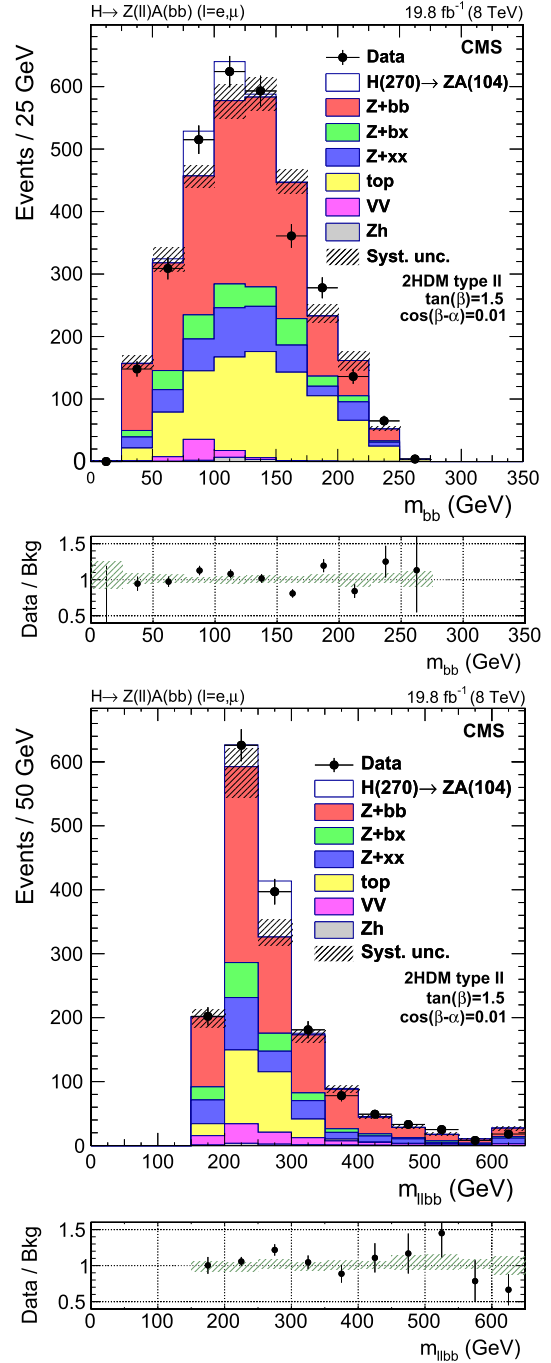 H→ Z(ll)A(bb) (l=e,μ) 19.8 fb⁻¹ (8 TeV)
CMS
Events / 25 GeV
600
500
400
300
200
100
0
Data
H(270)→ ZA(104)
Z+bb
Z+bx
Z+xx
top
VV
Zh
Syst. unc.
2HDM type II
tan(β)=1.5
cos(β-α)=0.01
0 50 100 150 200 250 300 350
m_bb (GeV)
Data / Bkg
1.5
1
0.5
0 50 100 150 200 250 300 350
m_bb (GeV)
H→ Z(ll)A(bb) (l=e,μ) 19.8 fb⁻¹ (8 TeV)
CMS
Events / 50 GeV
600
500
400
300
200
100
0
Data
H(270)→ ZA(104)
Z+bb
Z+bx
Z+xx
top
VV
Zh
Syst. unc.
2HDM type II
tan(β)=1.5
cos(β-α)=0.01
0 100 200 300 400 500 600
m_llbb (GeV)
Data / Bkg
1.5
1
0.5
0 100 200 300 400 500 600
m_llbb (GeV)